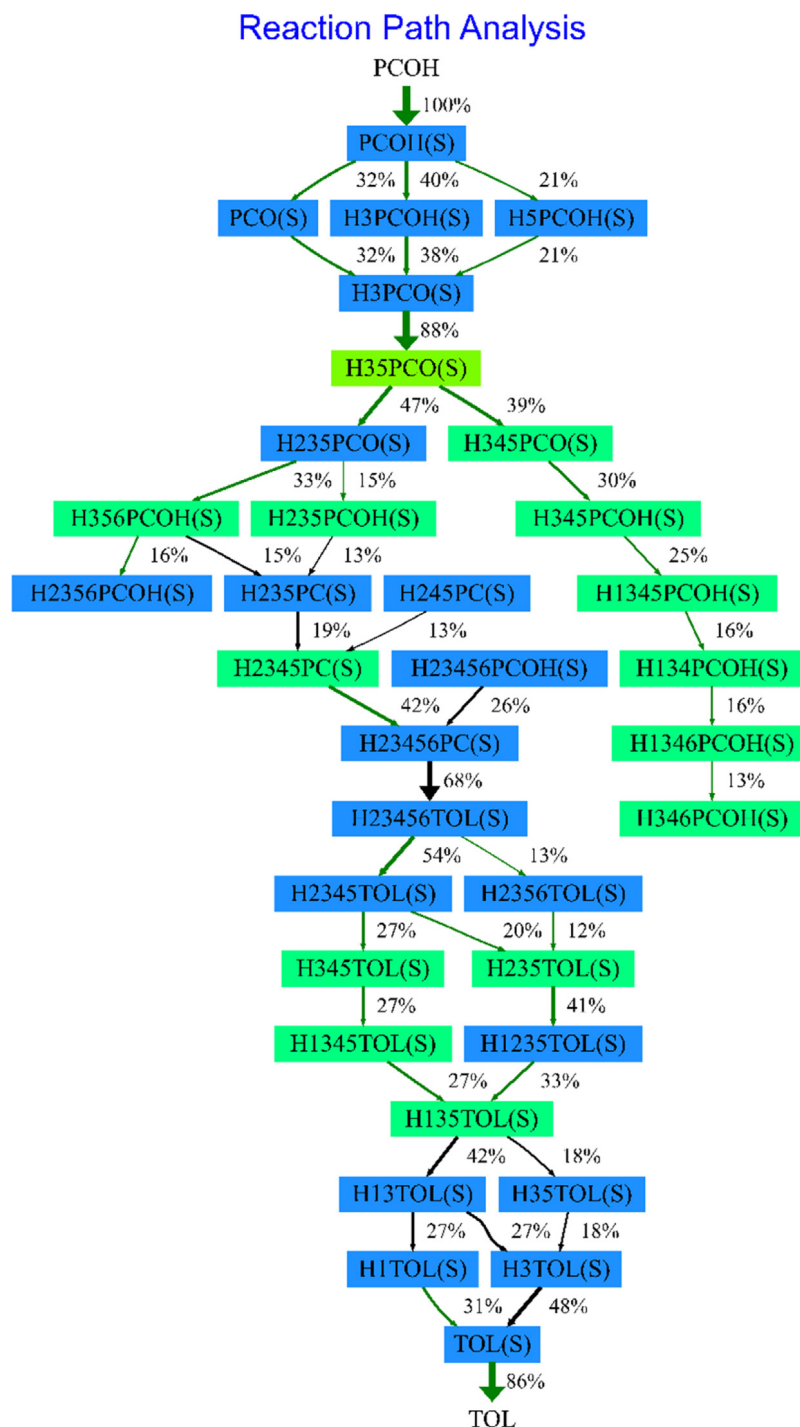 Reaction Path Analysis
PCOH
100%
PCOH(S)
32% 40% 21%
PCO(S) H3PCOH(S) H5PCOH(S)
32% 38% 21%
H3PCO(S)
88%
H35PCO(S)
47% 39%
H235PCO(S) H345PCO(S)
33% 15% 30%
H356PCOH(S) H235PCOH(S) H345PCOH(S)
16% 15% 13% 25%
H2356PCOH(S) H235PC(S) H245PC(S) H1345PCOH(S)
19% 13% 16%
H2345PC(S) H23456PCOH(S) H134PCOH(S)
42% 26% 16%
H23456PC(S) H1346PCOH(S)
68% 13%
H23456TOL(S) H346PCOH(S)
54% 13%
H2345TOL(S) H2356TOL(S)
27% 20% 12%
H345TOL(S) H235TOL(S)
27% 41%
H1345TOL(S) H1235TOL(S)
27% 33%
H135TOL(S)
42% 18%
H13TOL(S) H35TOL(S)
27% 27% 18%
H1TOL(S) H3TOL(S)
31% 48%
TOL(S)
86%
TOL